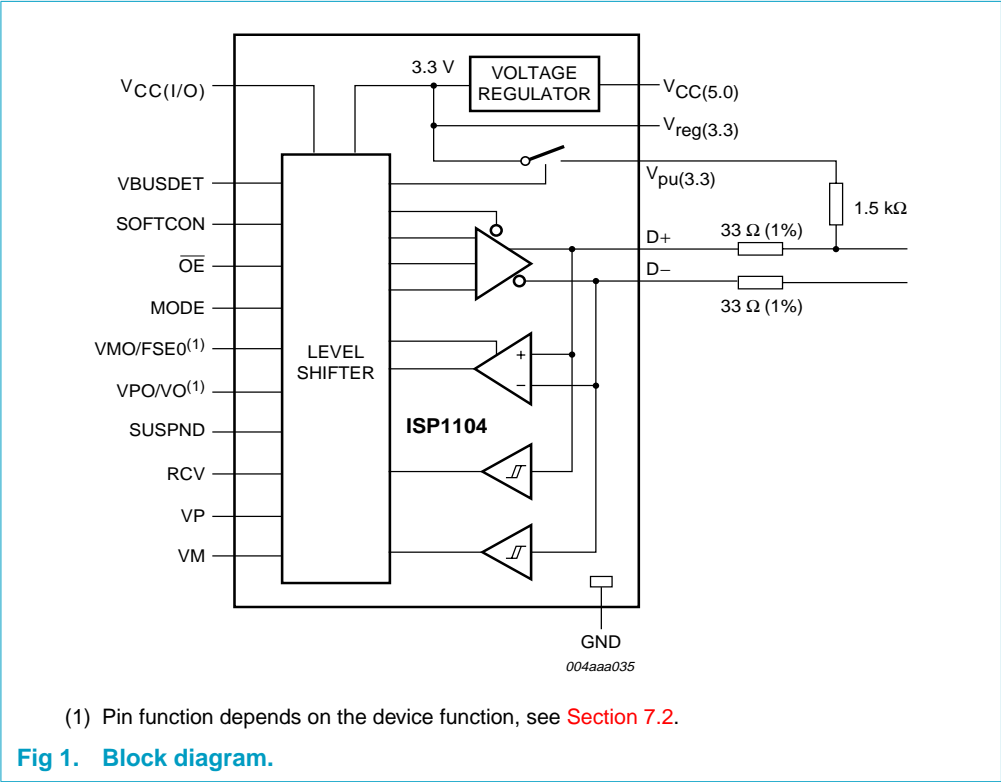 3.3 V
VOLTAGE
REGULATOR
VCC(I/O)
VCC(5.0)
Vreg(3.3)
Vpu(3.3)
1.5 kΩ
VBUSDET
SOFTCON
OE
MODE
VMO/FSE0(1)
VPO/VO(1)
SUSPND
RCV
VP
VM
LEVEL
SHIFTER
D+
33 Ω (1%)
D−
33 Ω (1%)
+
−
ISP1104
GND
004aaa035
(1) Pin function depends on the device function, see Section 7.2.
Fig 1. Block diagram.